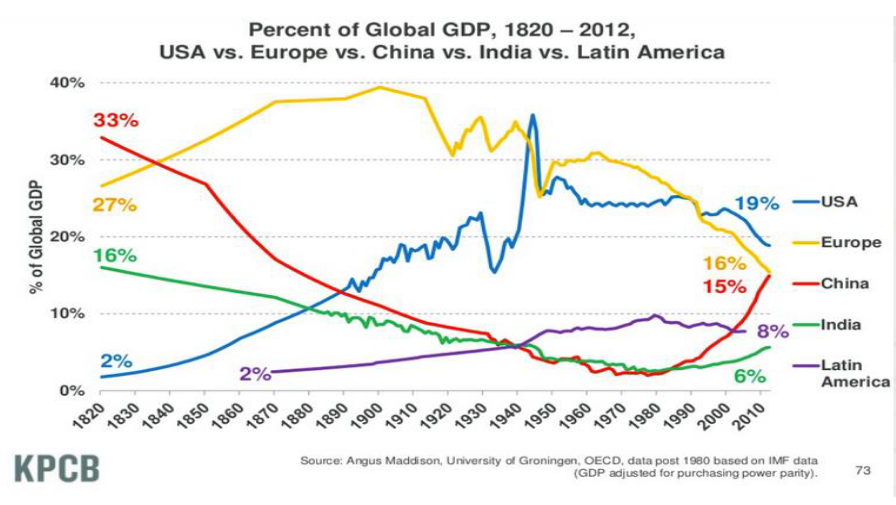 Percent of Global GDP, 1820 – 2012,
USA vs. Europe vs. China vs. India vs. Latin America
% of Global GDP
40%
30%
20%
10%
0%
33%
27%
16%
2%
2%
19%
16%
15%
8%
6%
USA
Europe
China
India
Latin
America
1820 1830 1840 1850 1860 1870 1880 1890 1900 1910 1920 1930 1940 1950 1960 1970 1980 1990 2000 2010
KPCB
Source: Angus Maddison, University of Groningen, OECD, data post 1980 based on IMF data
(GDP adjusted for purchasing power parity).
73